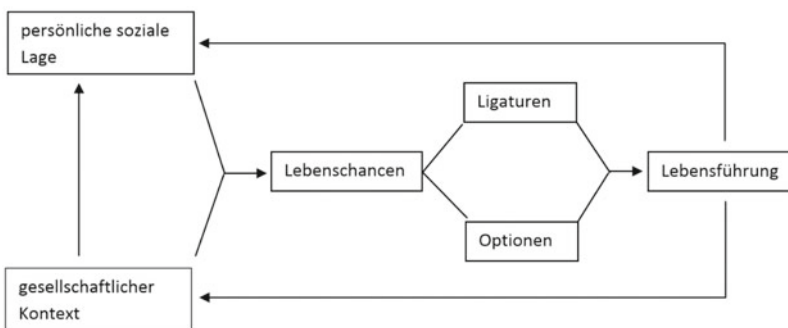 persönliche soziale
Lage
Ligaturen
Lebenschancen
Lebensführung
Optionen
gesellschaftlicher
Kontext